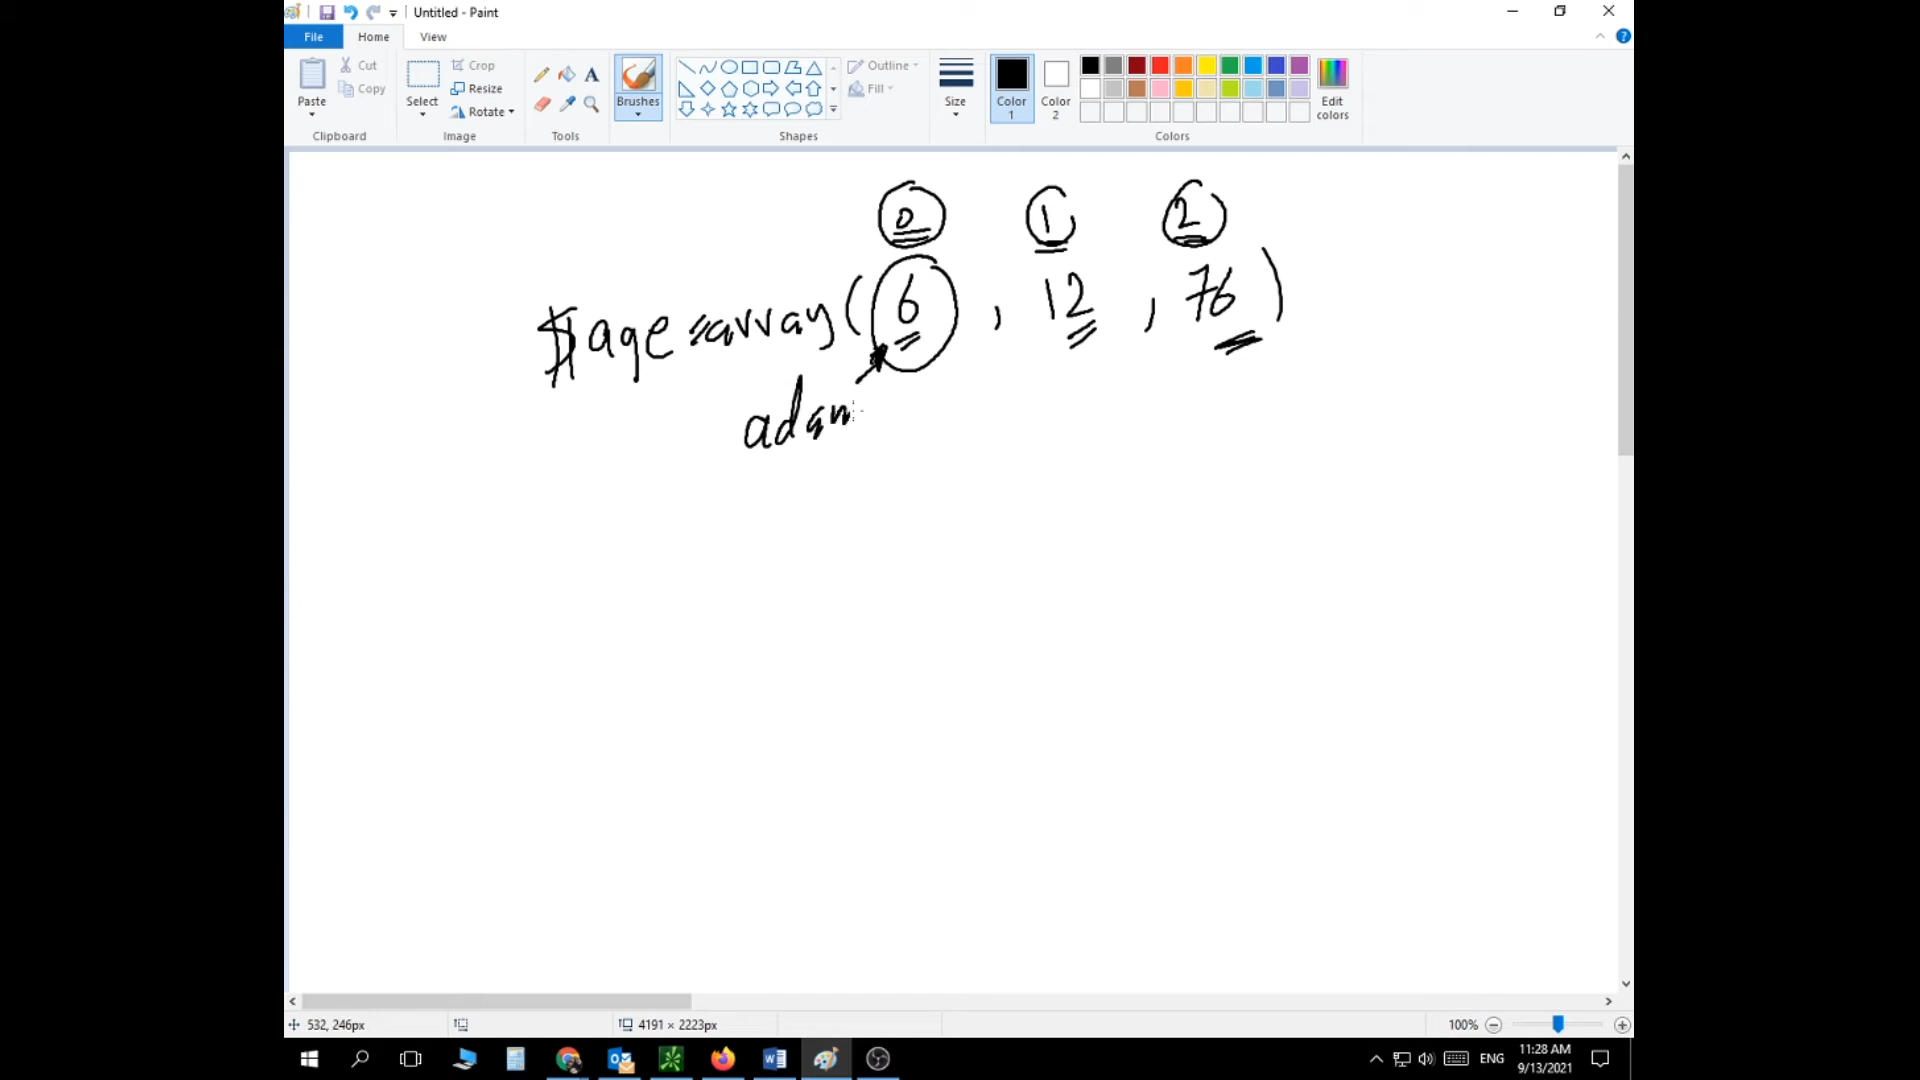 Untitled - Paint
File Home View
Paste
Cut
Copy
Clipboard
Select
Crop
Resize
Rotate
Image
Tools
Brushes
Shapes
Outline
Fill
Size
Color 1
Color 2
Edit colors
Colors
0 1 2
$age=array(6, 12, 76)
adam
532, 246px
4191 × 2223px
100%
ENG
11:28 AM
9/13/2021